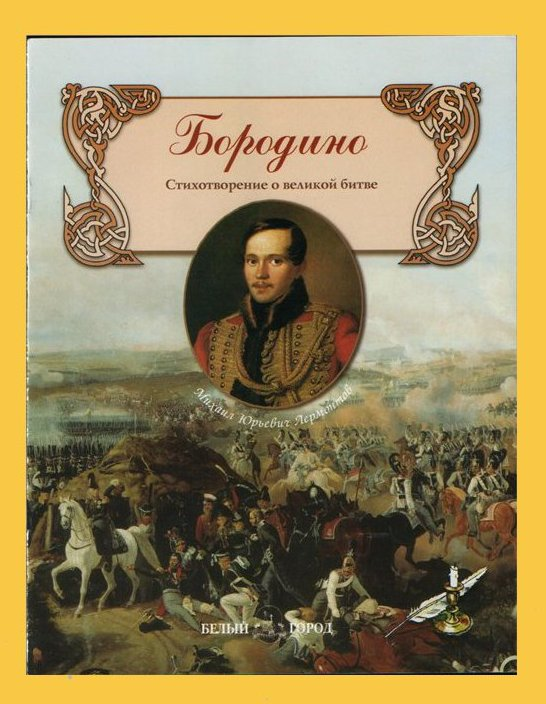 Бородино
Стихотворение о великой битве
Михаил Юрьевич Лермонтов
БЕЛЫЙ ГОРОД